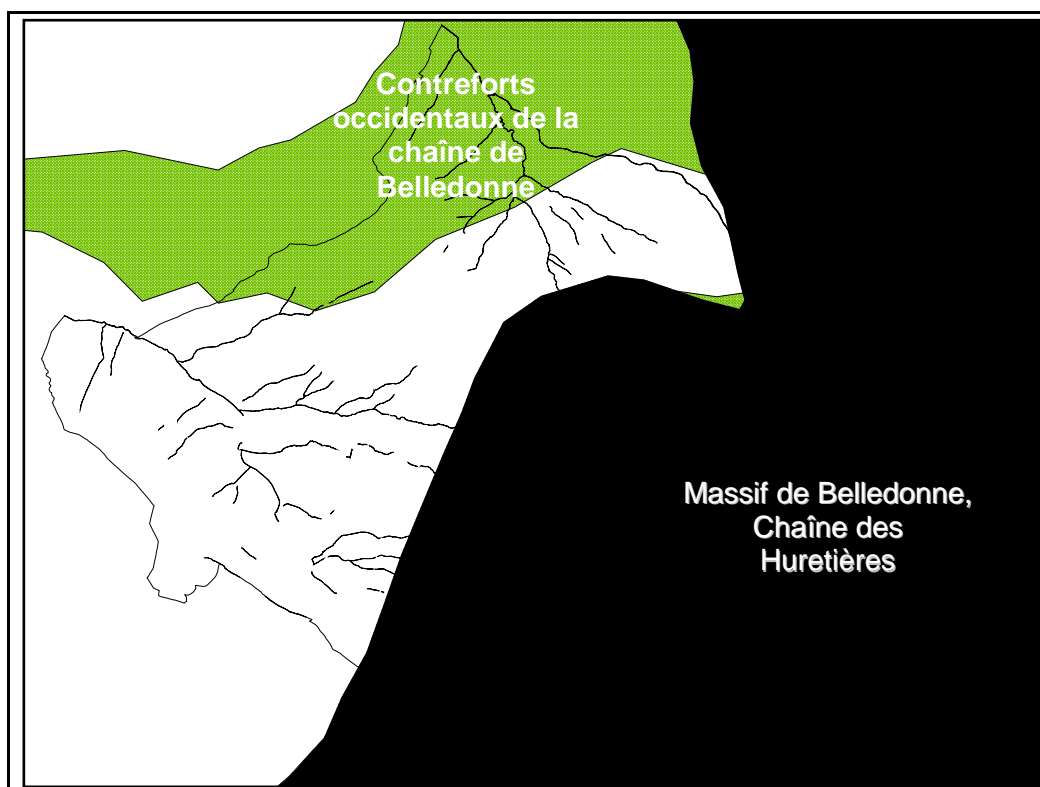 Contreforts
occidentaux de la
chaîne de
Belledonne
Massif de Belledonne,
Chaîne des
Huretières